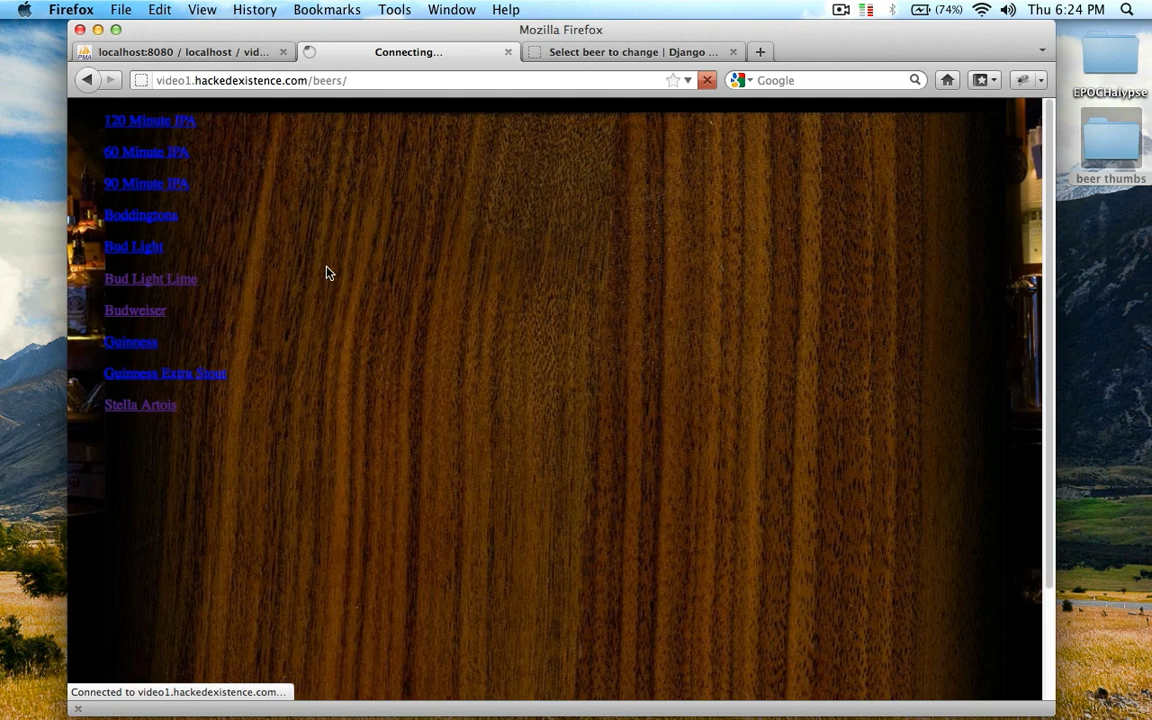 Firefox File Edit View History Bookmarks Tools Window Help (74%) Thu 6:24 PM
Mozilla Firefox
localhost:8080 / localhost / vid... Connecting... Select beer to change | Django ...
video1.hackedexistence.com/beers/ Google
EPOCHalypse
beer thumbs
120 Minute IPA
60 Minute IPA
90 Minute IPA
Boddingtons
Bud Light
Bud Light Lime
Budweiser
Guinness
Guinness Extra Stout
Stella Artois
Connected to video1.hackedexistence.com...